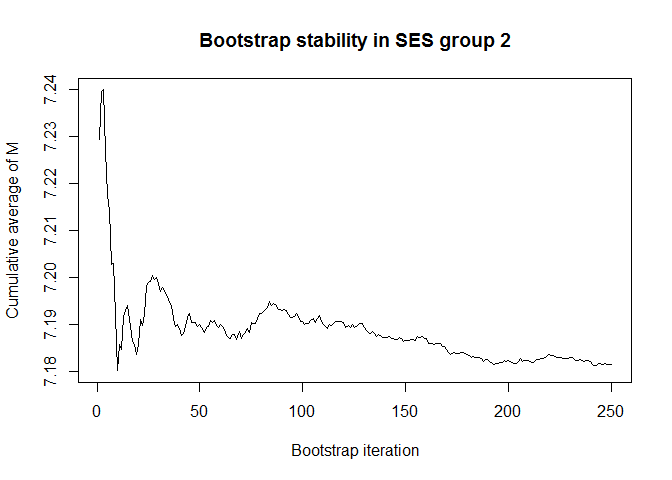 Bootstrap stability in SES group 2
Cumulative average of M
7.24
7.23
7.22
7.21
7.20
7.19
7.18
0 50 100 150 200 250
Bootstrap iteration